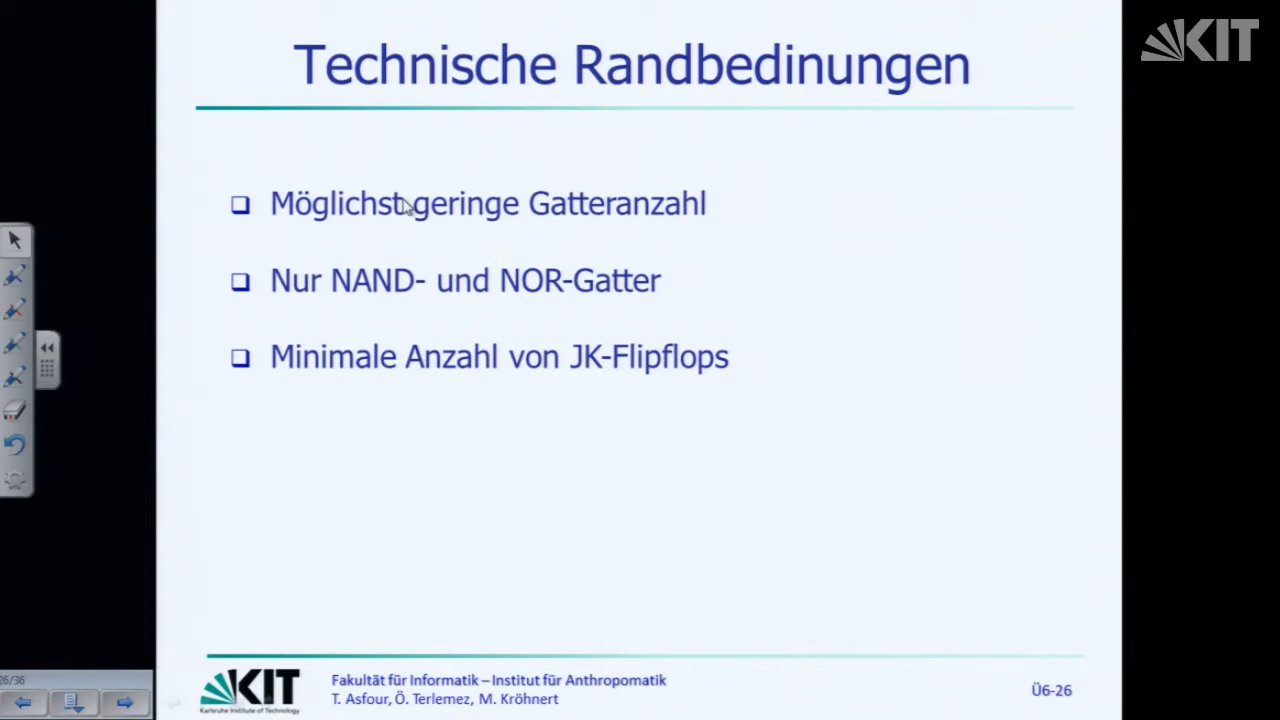 KIT
Technische Randbedinungen
Möglichst geringe Gatteranzahl
Nur NAND- und NOR-Gatter
Minimale Anzahl von JK-Flipflops
26/36
KIT
Karlsruhe Institute of Technology
Fakultät für Informatik – Institut für Anthropomatik
T. Asfour, Ö. Terlemez, M. Kröhnert
Ü6-26